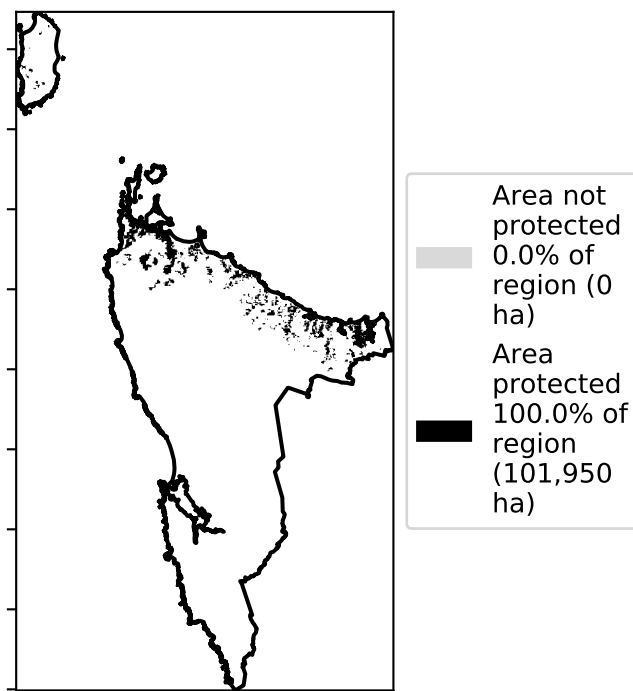 Area not
protected
0.0% of
region (0
ha)
Area
protected
100.0% of
region
(101,950
ha)